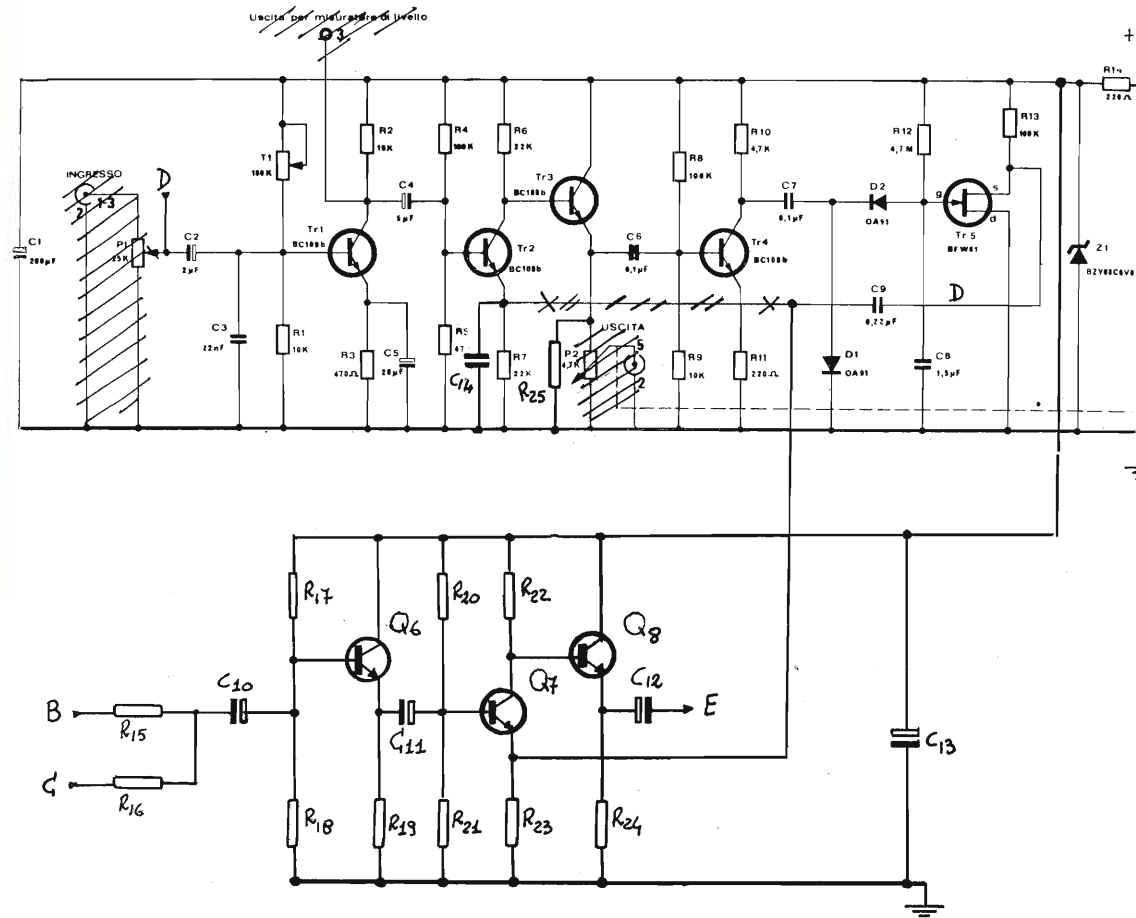 Uscita per misuratore di livello
3
+
R14
220Ω
R2
10K
R4
100K
R6
22K
R10
4,7K
R12
4,7M
R13
100K
T1
100K
R8
100K
INGRESSO
1-3
2
D
Tr3
BC108b
C4
5µF
C7
0,1µF
D2
OA91
g
s
d
Tr5
BFW61
C1
200µF
P1
25K
C2
2µF
Tr1
BC109b
Tr2
BC108b
C6
0,1µF
Tr4
BC108b
Z1
BZY88C6V8
D
C9
0,22µF
C3
22nF
R1
10K
R3
470Ω
C5
20µF
R5
47
C14
R7
22K
R25
P2
4,7K
USCITA
5
2
R9
10K
R11
220Ω
D1
OA91
C8
1,5µF
R17
R20
R22
Q6
Q8
C10
Q7
C12
B
R15
C11
E
C13
C
R16
R18
R19
R21
R23
R24